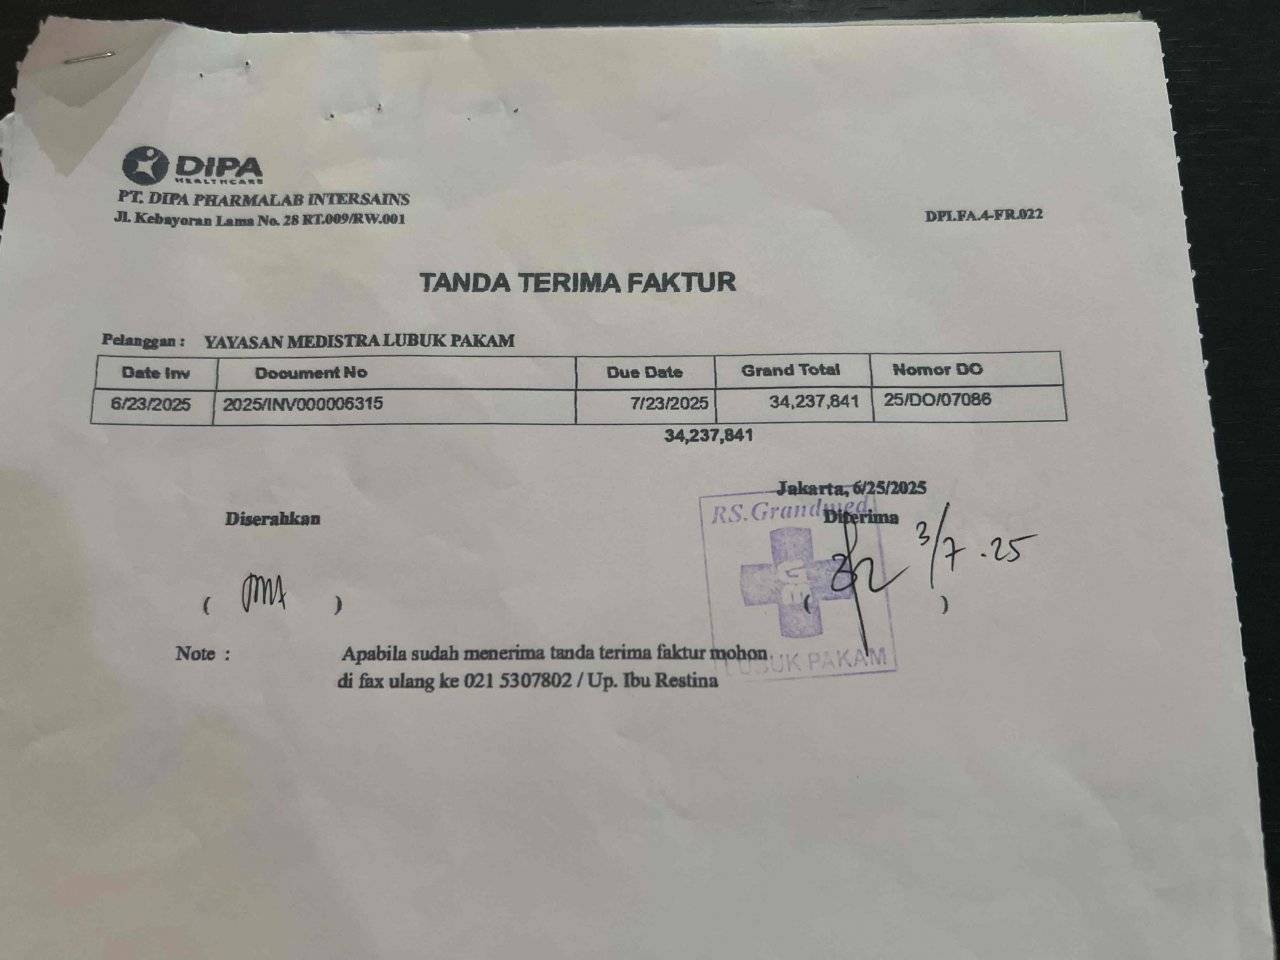 DIPA
HEALTHCARE
PT. DIPA PHARMALAB INTERSAINS
Jl. Kebayoran Lama No. 28 RT.009/RW.001
DPI.FA.4-FR.022
TANDA TERIMA FAKTUR
Pelanggan : YAYASAN MEDISTRA LUBUK PAKAM
Date Inv Document No Due Date Grand Total Nomor DO
6/23/2025 2025/INV000006315 7/23/2025 34,237,841 25/DO/07086
34,237,841
Jakarta, 6/25/2025
Diserahkan Diterima
RS.Grandmed
3/7.25
( ) ( )
GM
LUBUK PAKAM
Note : Apabila sudah menerima tanda terima faktur mohon
di fax ulang ke 021 5307802 / Up. Ibu Restina